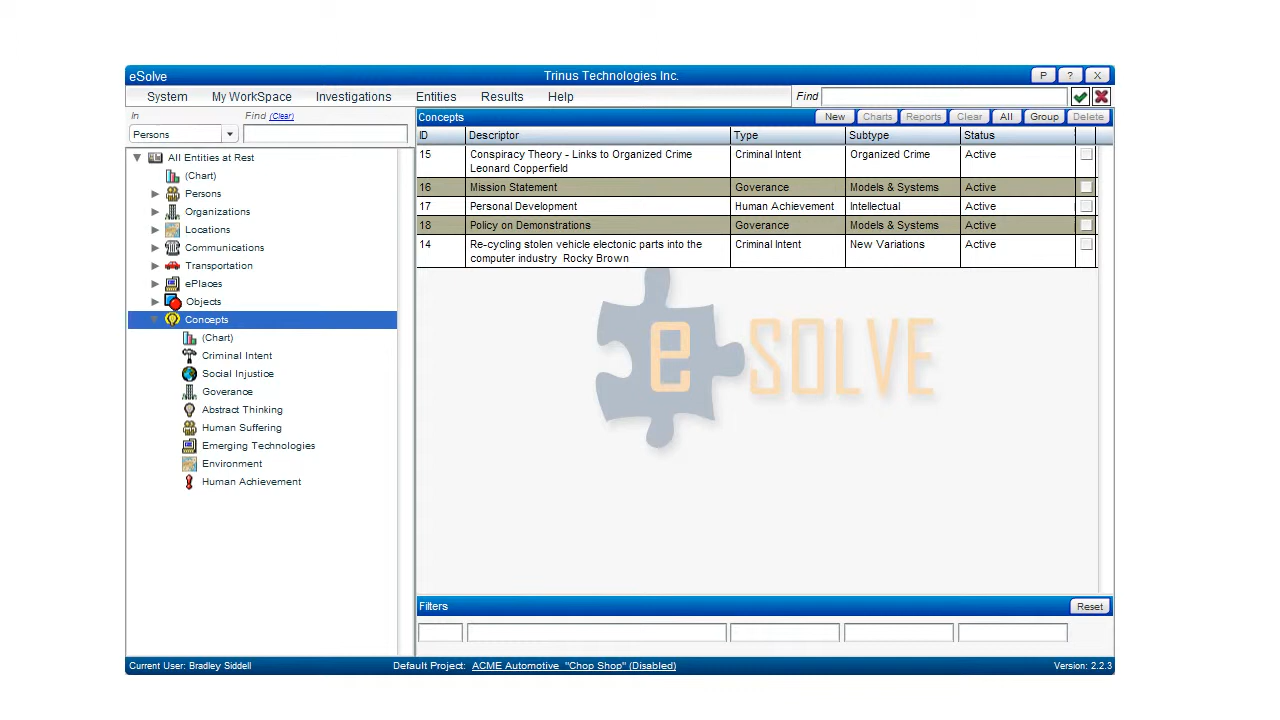 eSolve Trinus Technologies Inc. P ? X
System My WorkSpace Investigations Entities Results Help Find
In Find (Clear)
Persons
Concepts New Charts Reports Clear All Group Delete
ID Descriptor Type Subtype Status
15 Conspiracy Theory - Links to Organized Crime Criminal Intent Organized Crime Active
Leonard Copperfield
16 Mission Statement Goverance Models & Systems Active
17 Personal Development Human Achievement Intellectual Active
18 Policy on Demonstrations Goverance Models & Systems Active
14 Re-cycling stolen vehicle electonic parts into the Criminal Intent New Variations Active
computer industry Rocky Brown
All Entities at Rest
(Chart)
Persons
Organizations
Locations
Communications
Transportation
ePlaces
Objects
Concepts
(Chart)
Criminal Intent
Social Injustice
Goverance
Abstract Thinking
Human Suffering
Emerging Technologies
Environment
Human Achievement
e SOLVE
Filters Reset
Current User: Bradley Siddell Default Project: ACME Automotive "Chop Shop" (Disabled) Version: 2.2.3